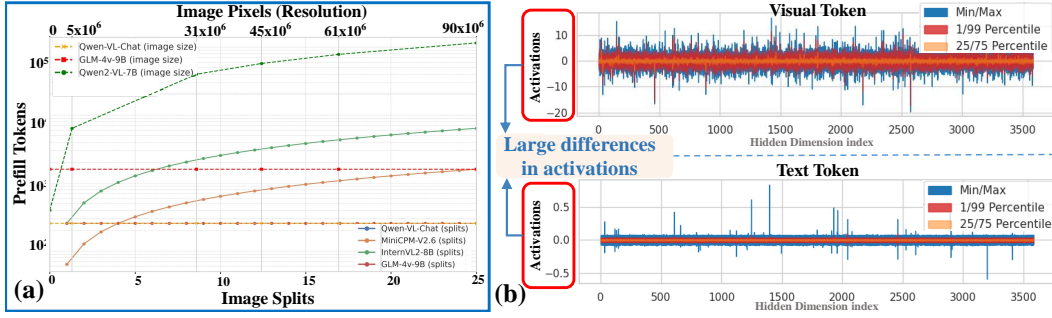 Image Pixels (Resolution)
0 5x10⁶ 31x10⁶ 45x10⁶ 61x10⁶ 90x10⁶
Qwen-VL-Chat (image size)
GLM-4v-9B (image size)
Qwen2-VL-7B (image size)
Prefill Tokens
10⁵
10⁴
10³
10²
Qwen-VL-Chat (splits)
MiniCPM-V2.6 (splits)
InternVL2-8B (splits)
GLM-4v-9B (splits)
0 5 10 15 20 25
Image Splits
(a)
Visual Token
Min/Max
1/99 Percentile
25/75 Percentile
Activations
10
0
−10
−20
0 500 1000 1500 2000 2500 3000 3500
Hidden Dimension index
Large differences
in activations
Text Token
Min/Max
1/99 Percentile
25/75 Percentile
Activations
0.5
0.0
−0.5
0 500 1000 1500 2000 2500 3000 3500
Hidden Dimension index
(b)